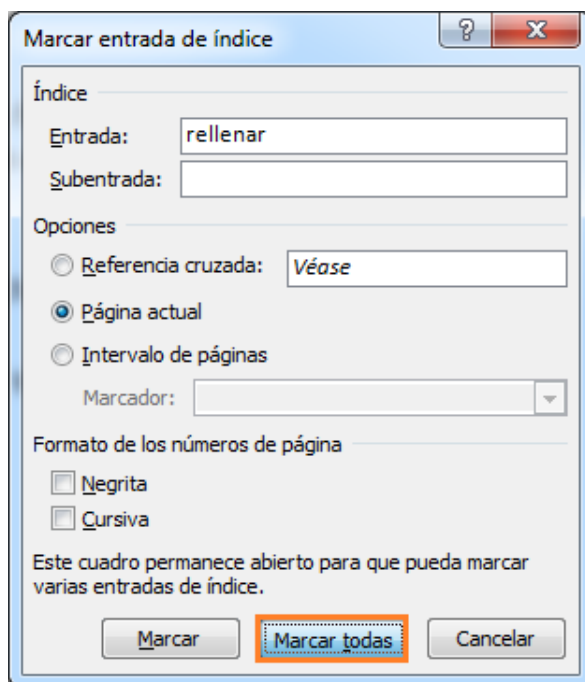 Marcar entrada de índice
Índice
Entrada: rellenar
Subentrada:
Opciones
Referencia cruzada: Véase
Página actual
Intervalo de páginas
Marcador:
Formato de los números de página
Negrita
Cursiva
Este cuadro permanece abierto para que pueda marcar
varias entradas de índice.
Marcar Marcar todas Cancelar